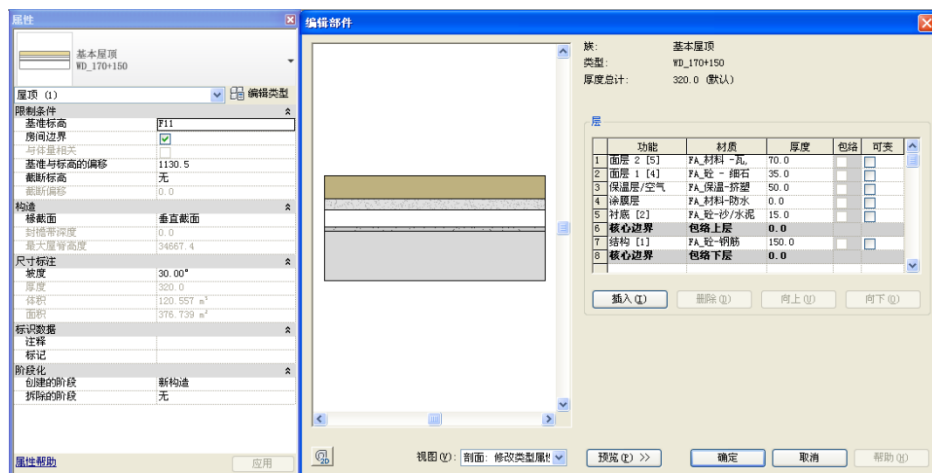 属性
基本屋顶
WD_170+150
屋顶 (1)
编辑类型
限制条件
基准标高 F11
房间边界
与体量相关
基准与标高的偏移 1130.5
截断标高 无
截断偏移 0.0
构造
椽截面 垂直截面
封檐带深度 0.0
最大屋脊高度 34667.4
尺寸标注
坡度 30.00°
厚度 320.0
体积 120.557 m³
面积 376.739 m²
标识数据
注释
标记
阶段化
创建的阶段 新构造
拆除的阶段 无
属性帮助
应用
编辑部件
族: 基本屋顶
类型: WD_170+150
厚度总计: 320.0 (默认)
层
功能 材质 厚度 包络 可变
1 面层 2 [5] FA_材料 -瓦, 70.0
2 面层 1 [4] FA_砼 - 细石 35.0
3 保温层/空气 FA_保温-挤塑 50.0
4 涂膜层 FA_材料-防水 0.0
5 衬底 [2] FA_砼-沙/水泥 15.0
6 核心边界 包络上层 0.0
7 结构 [1] FA_砼-钢筋 150.0
8 核心边界 包络下层 0.0
插入(I) 删除(D) 向上(U) 向下(O)
视图(V): 剖面: 修改类型属性
预览(P) >> 确定 取消 帮助(H)